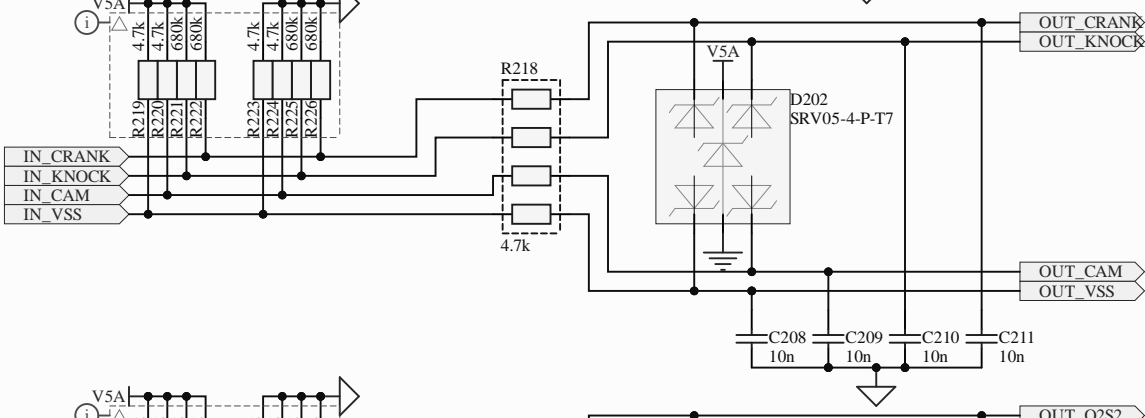 V5A
i
4.7k
4.7k
680k
680k
4.7k
4.7k
680k
680k
R219
R220
R221
R222
R223
R224
R225
R226
IN_CRANK
IN_KNOCK
IN_CAM
IN_VSS
R218
4.7k
V5A
D202
SRV05-4-P-T7
OUT_CRANK
OUT_KNOCK
OUT_CAM
OUT_VSS
C208
10n
C209
10n
C210
10n
C211
10n
V5A
i
OUT_O2S2